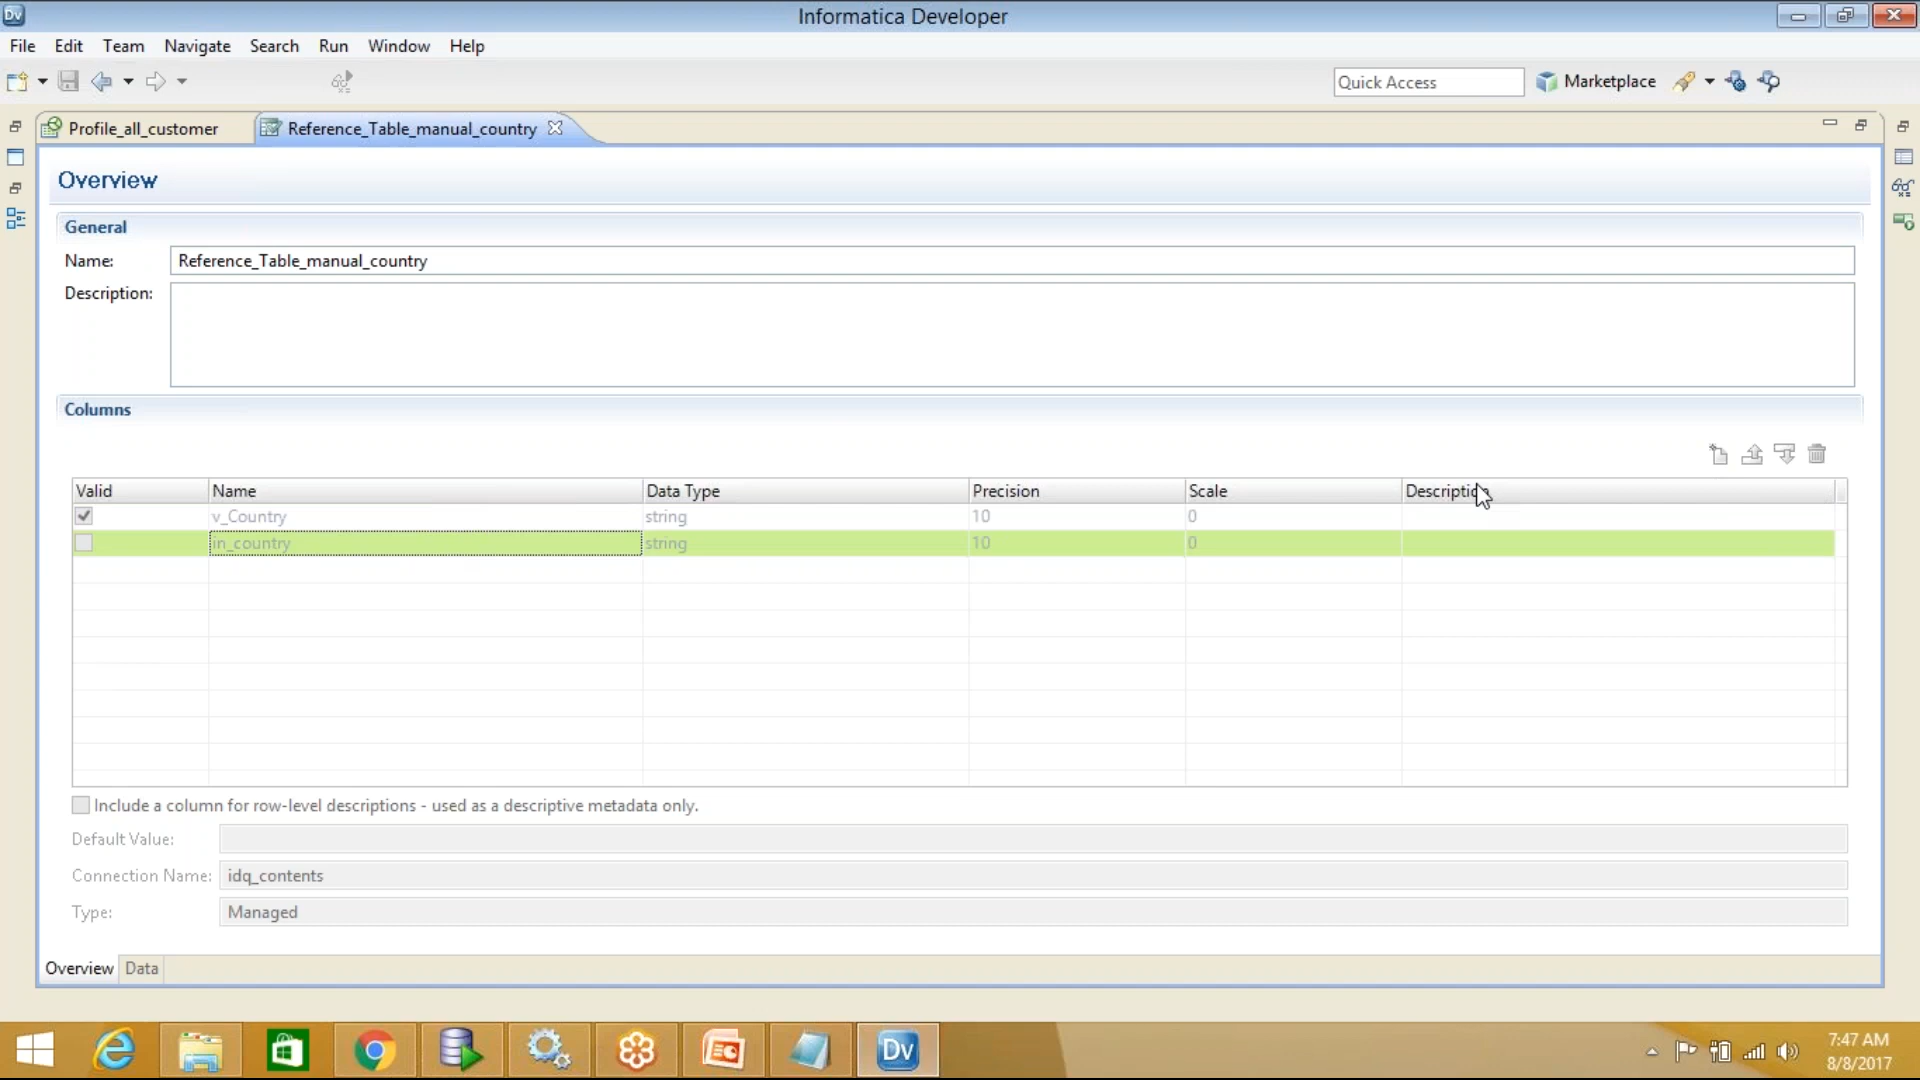 Dv Informatica Developer
File Edit Team Navigate Search Run Window Help
Quick Access Marketplace
Profile_all_customer Reference_Table_manual_country
Overview
General
Name: Reference_Table_manual_country
Description:
Columns
Valid Name Data Type Precision Scale Description
v_Country string 10 0
in_country string 10 0
Include a column for row-level descriptions - used as a descriptive metadata only.
Default Value:
Connection Name: idq_contents
Type: Managed
Overview Data
Dv
7:47 AM
8/8/2017